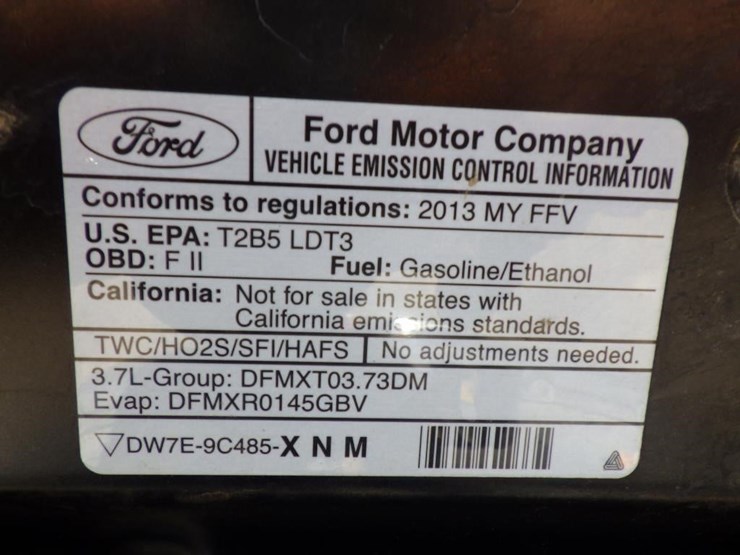 Ford
Ford Motor Company
VEHICLE EMISSION CONTROL INFORMATION
Conforms to regulations: 2013 MY FFV
U.S. EPA: T2B5 LDT3
OBD: F II Fuel: Gasoline/Ethanol
California: Not for sale in states with
California emissions standards.
TWC/HO2S/SFI/HAFS No adjustments needed.
3.7L-Group: DFMXT03.73DM
Evap: DFMXR0145GBV
DW7E-9C485-X N M